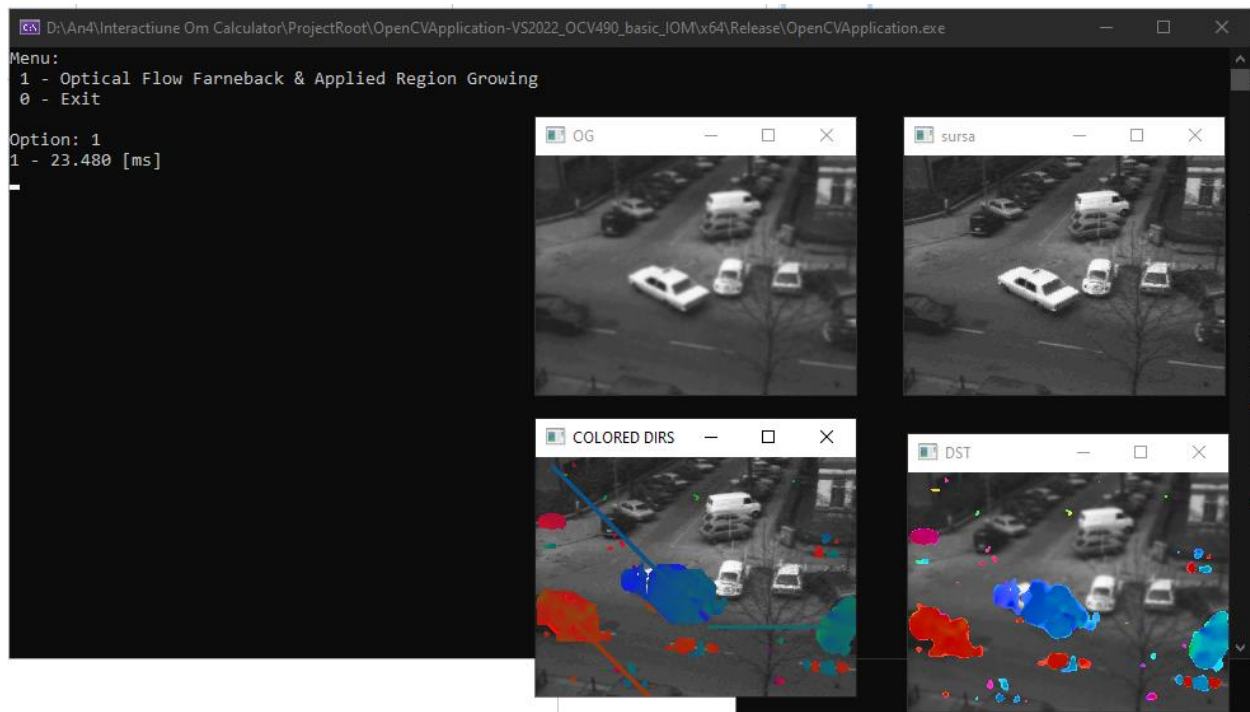 D:\An4\Interactiune Om Calculator\ProjectRoot\OpenCVApplication-VS2022_OCV490_basic_IOM\x64\Release\OpenCVApplication.exe
Menu:
1 - Optical Flow Farneback & Applied Region Growing
0 - Exit
Option: 1
1 - 23.480 [ms]
OG
sursa
COLORED DIRS
DST